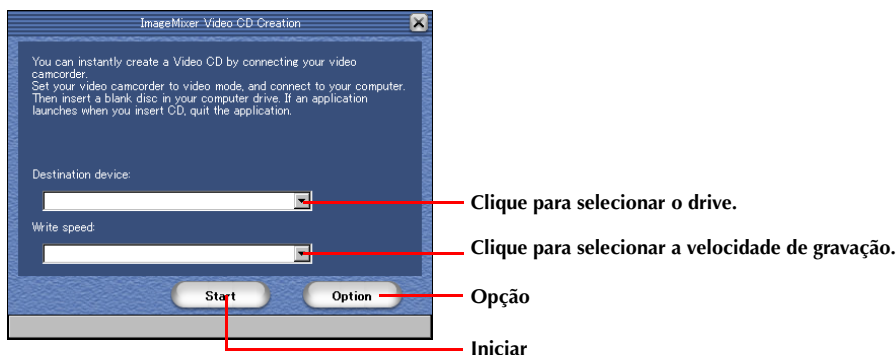 ImageMixer Video CD Creation
You can instantly create a Video CD by connecting your video
camcorder.
Set your video camcorder to video mode, and connect to your computer.
Then insert a blank disc in your computer drive. If an application
launches when you insert CD, quit the application.
Destination device:
Clique para selecionar o drive.
Write speed:
Clique para selecionar a velocidade de gravação.
Start
Option
Opção
Iniciar